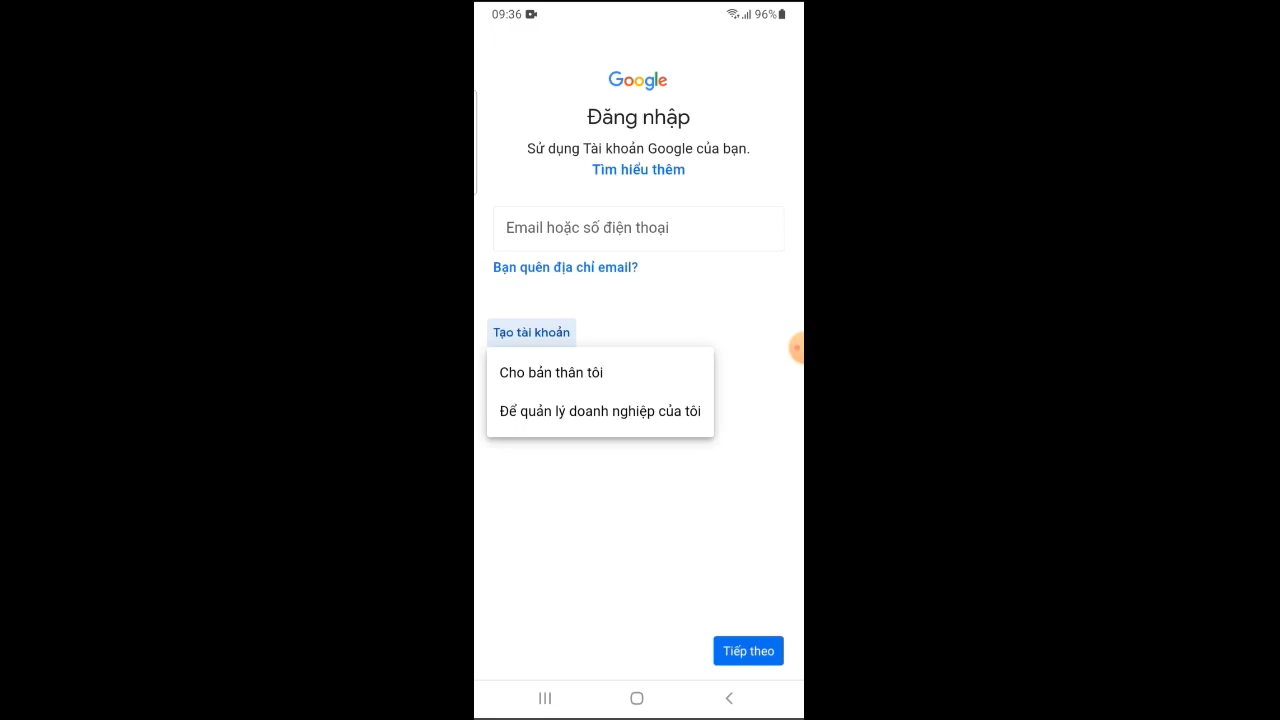 09:36
96%
Google
Đăng nhập
Sử dụng Tài khoản Google của bạn.
Tìm hiểu thêm
Email hoặc số điện thoại
Bạn quên địa chỉ email?
Tạo tài khoản
Cho bản thân tôi
Để quản lý doanh nghiệp của tôi
Tiếp theo